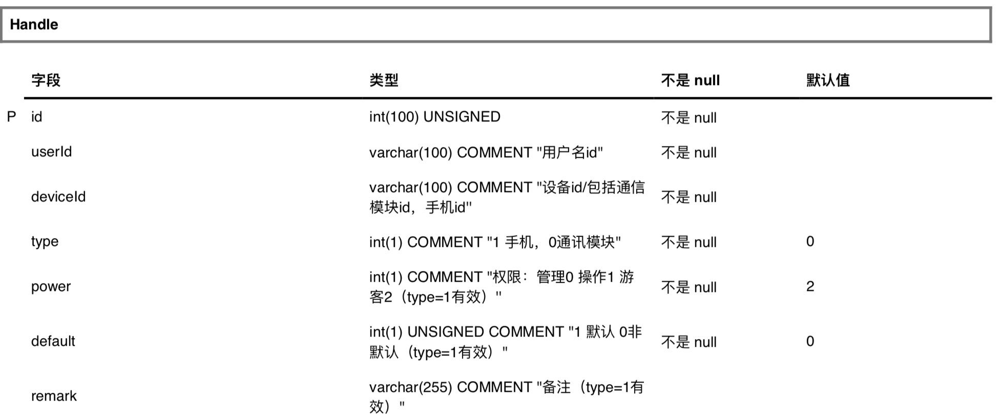 Handle
字段 类型 不是 null 默认值
P id int(100) UNSIGNED 不是 null
userId varchar(100) COMMENT "用户名id" 不是 null
deviceId varchar(100) COMMENT "设备id/包括通信 不是 null
模块id，手机id"
type int(1) COMMENT "1 手机，0通讯模块" 不是 null 0
power int(1) COMMENT "权限：管理0 操作1 游 不是 null 2
客2（type=1有效）"
default int(1) UNSIGNED COMMENT "1 默认 0非 不是 null 0
默认（type=1有效）"
remark varchar(255) COMMENT "备注（type=1有
效）"